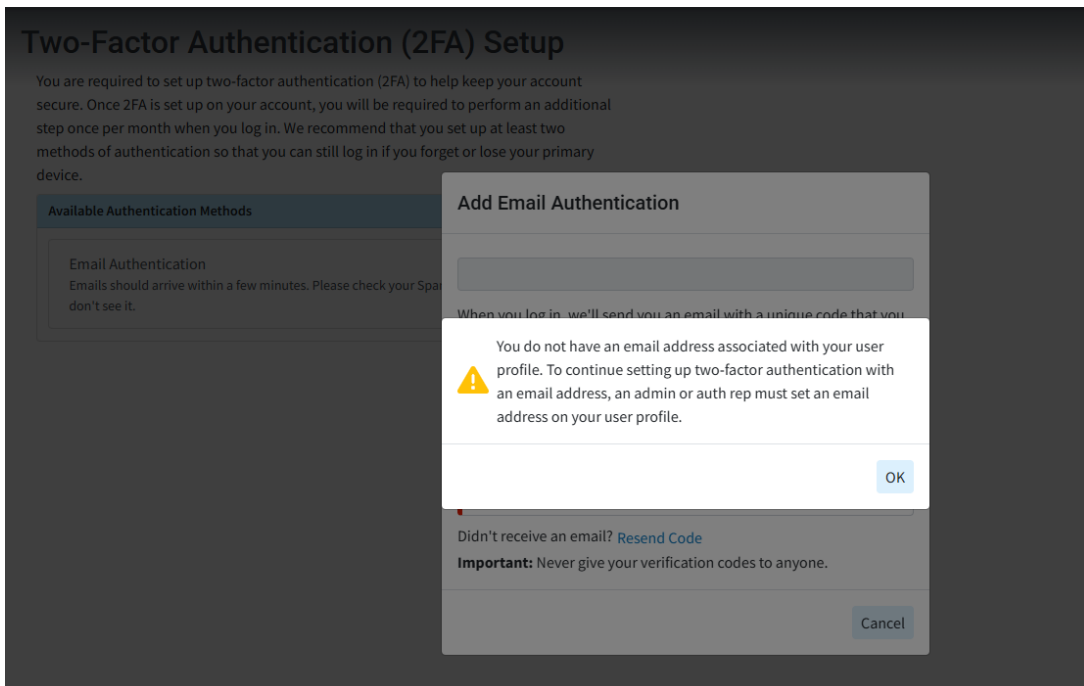 Two-Factor Authentication (2FA) Setup
You are required to set up two-factor authentication (2FA) to help keep your account
secure. Once 2FA is set up on your account, you will be required to perform an additional
step once per month when you log in. We recommend that you set up at least two
methods of authentication so that you can still log in if you forget or lose your primary
device.
Available Authentication Methods
Email Authentication
Emails should arrive within a few minutes. Please check your Spam
don't see it.
Add Email Authentication
When you log in, we'll send you an email with a unique code that you
You do not have an email address associated with your user
profile. To continue setting up two-factor authentication with
an email address, an admin or auth rep must set an email
address on your user profile.
OK
Didn't receive an email? Resend Code
Important: Never give your verification codes to anyone.
Cancel